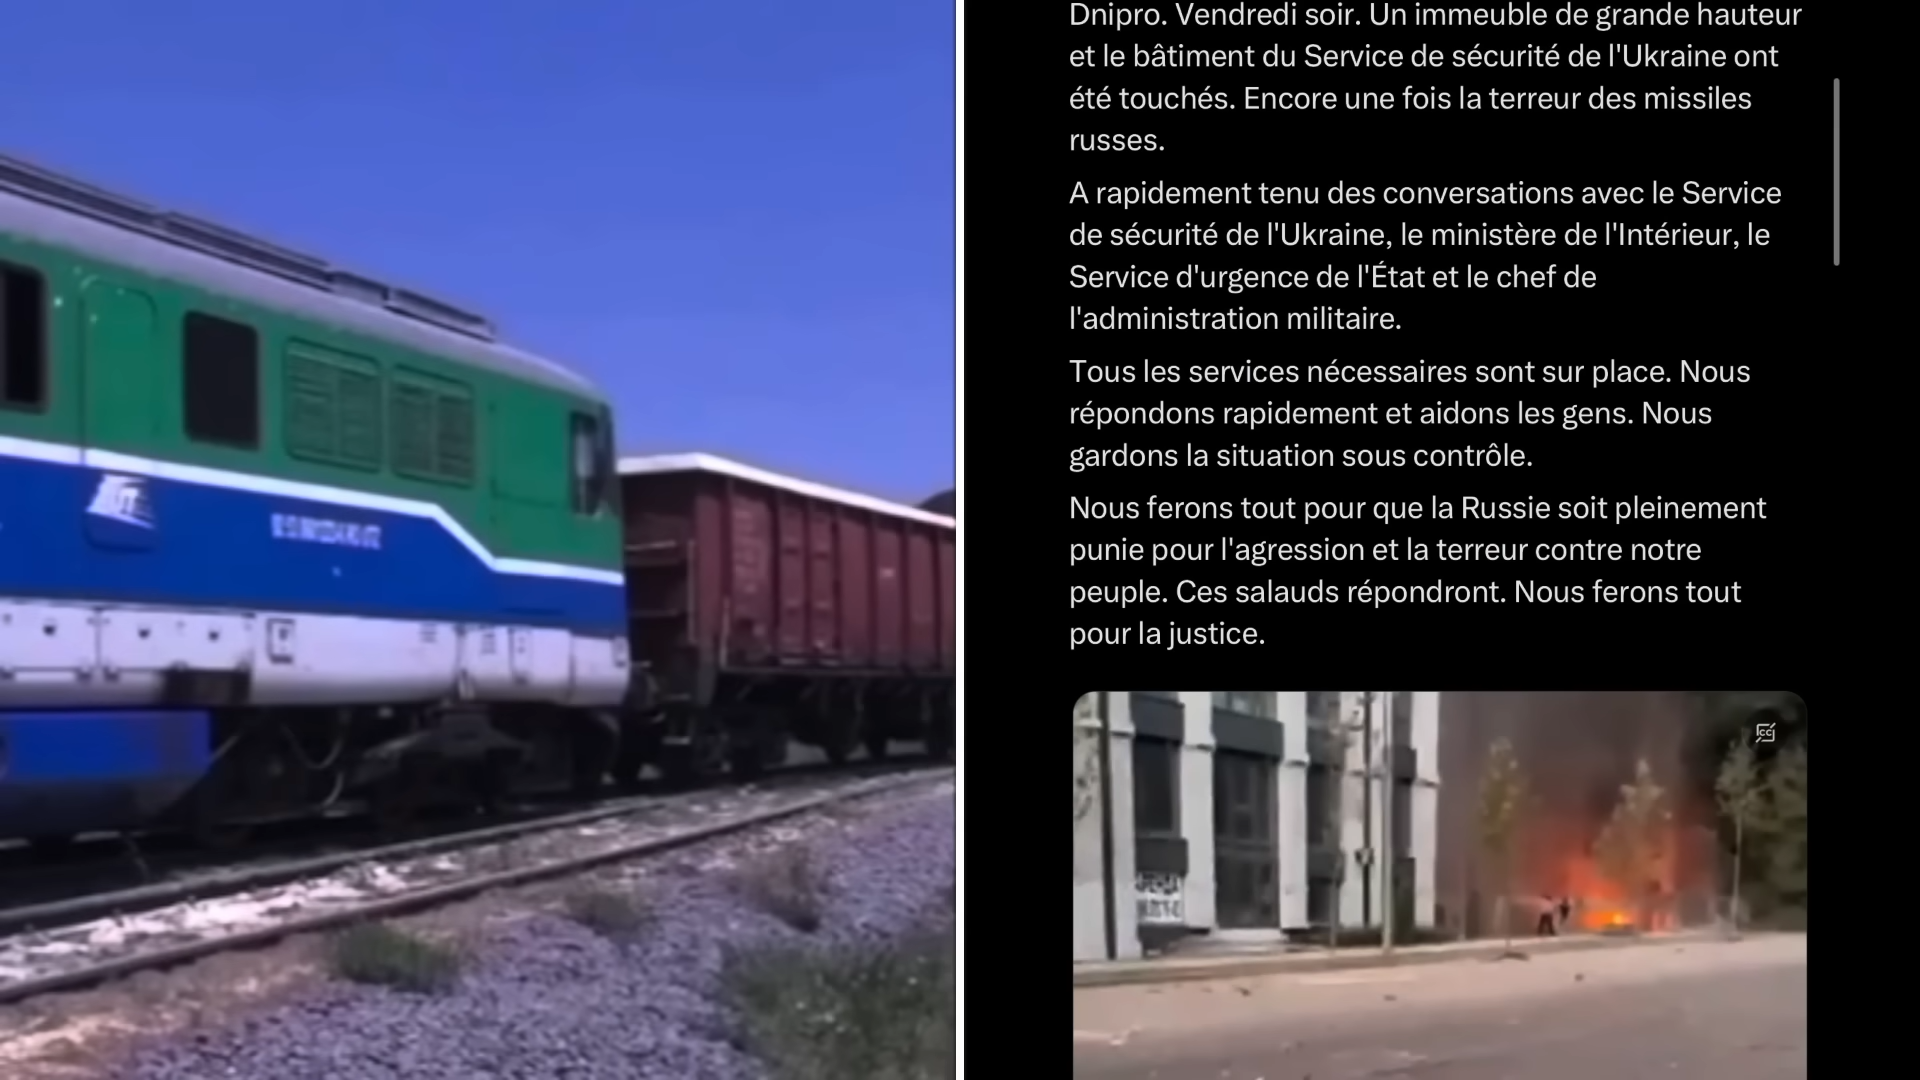 Dnipro. Vendredi soir. Un immeuble de grande hauteur
et le bâtiment du Service de sécurité de l'Ukraine ont
été touchés. Encore une fois la terreur des missiles
russes.
A rapidement tenu des conversations avec le Service
de sécurité de l'Ukraine, le ministère de l'Intérieur, le
Service d'urgence de l'État et le chef de
l'administration militaire.
Tous les services nécessaires sont sur place. Nous
répondons rapidement et aidons les gens. Nous
gardons la situation sous contrôle.
Nous ferons tout pour que la Russie soit pleinement
punie pour l'agression et la terreur contre notre
peuple. Ces salauds répondront. Nous ferons tout
pour la justice.
CC